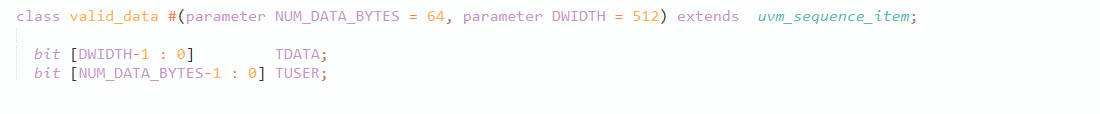 class valid_data #(parameter NUM_DATA_BYTES = 64, parameter DWIDTH = 512) extends  uvm_sequence_item;
bit [DWIDTH-1 : 0]         TDATA;
bit [NUM_DATA_BYTES-1 : 0] TUSER;